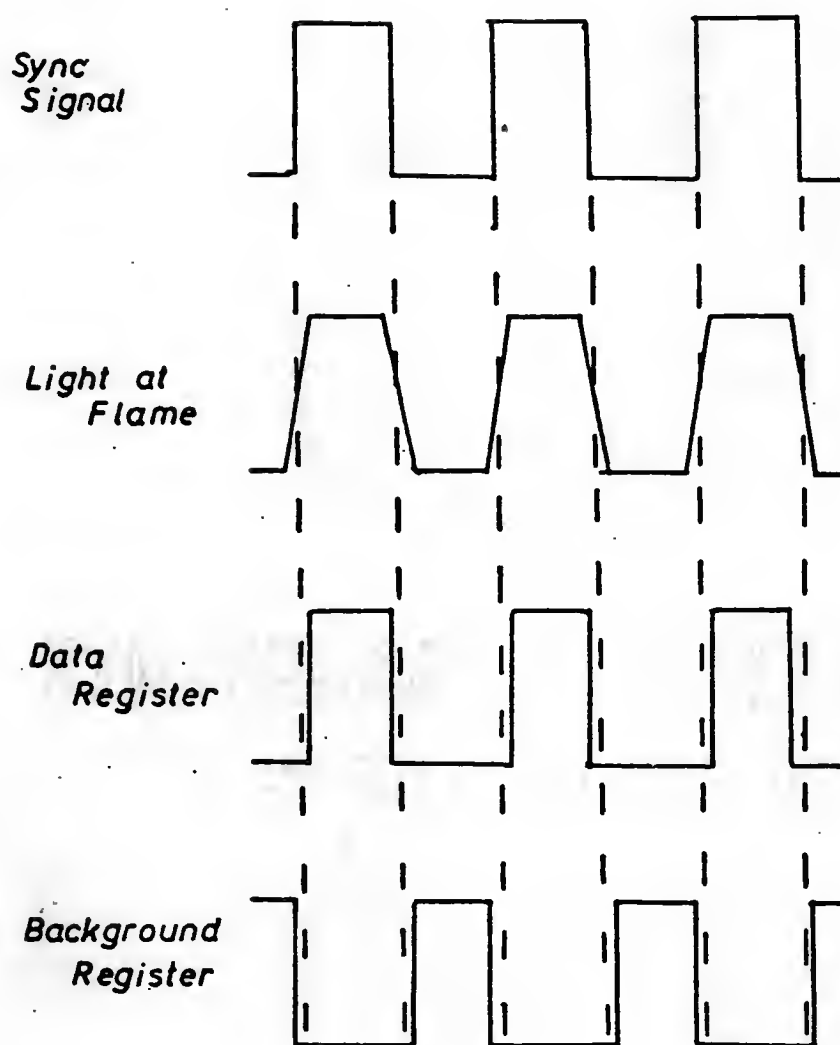 Sync
Signal
Light at
Flame
Data
Register
Background
Register